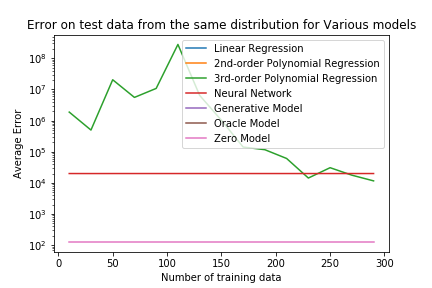 Error on test data from the same distribution for Various models
Linear Regression
2nd-order Polynomial Regression
3rd-order Polynomial Regression
Neural Network
Generative Model
Oracle Model
Zero Model
10⁸
10⁷
10⁶
10⁵
10⁴
10³
10²
Average Error
0
50
100
150
200
250
300
Number of training data